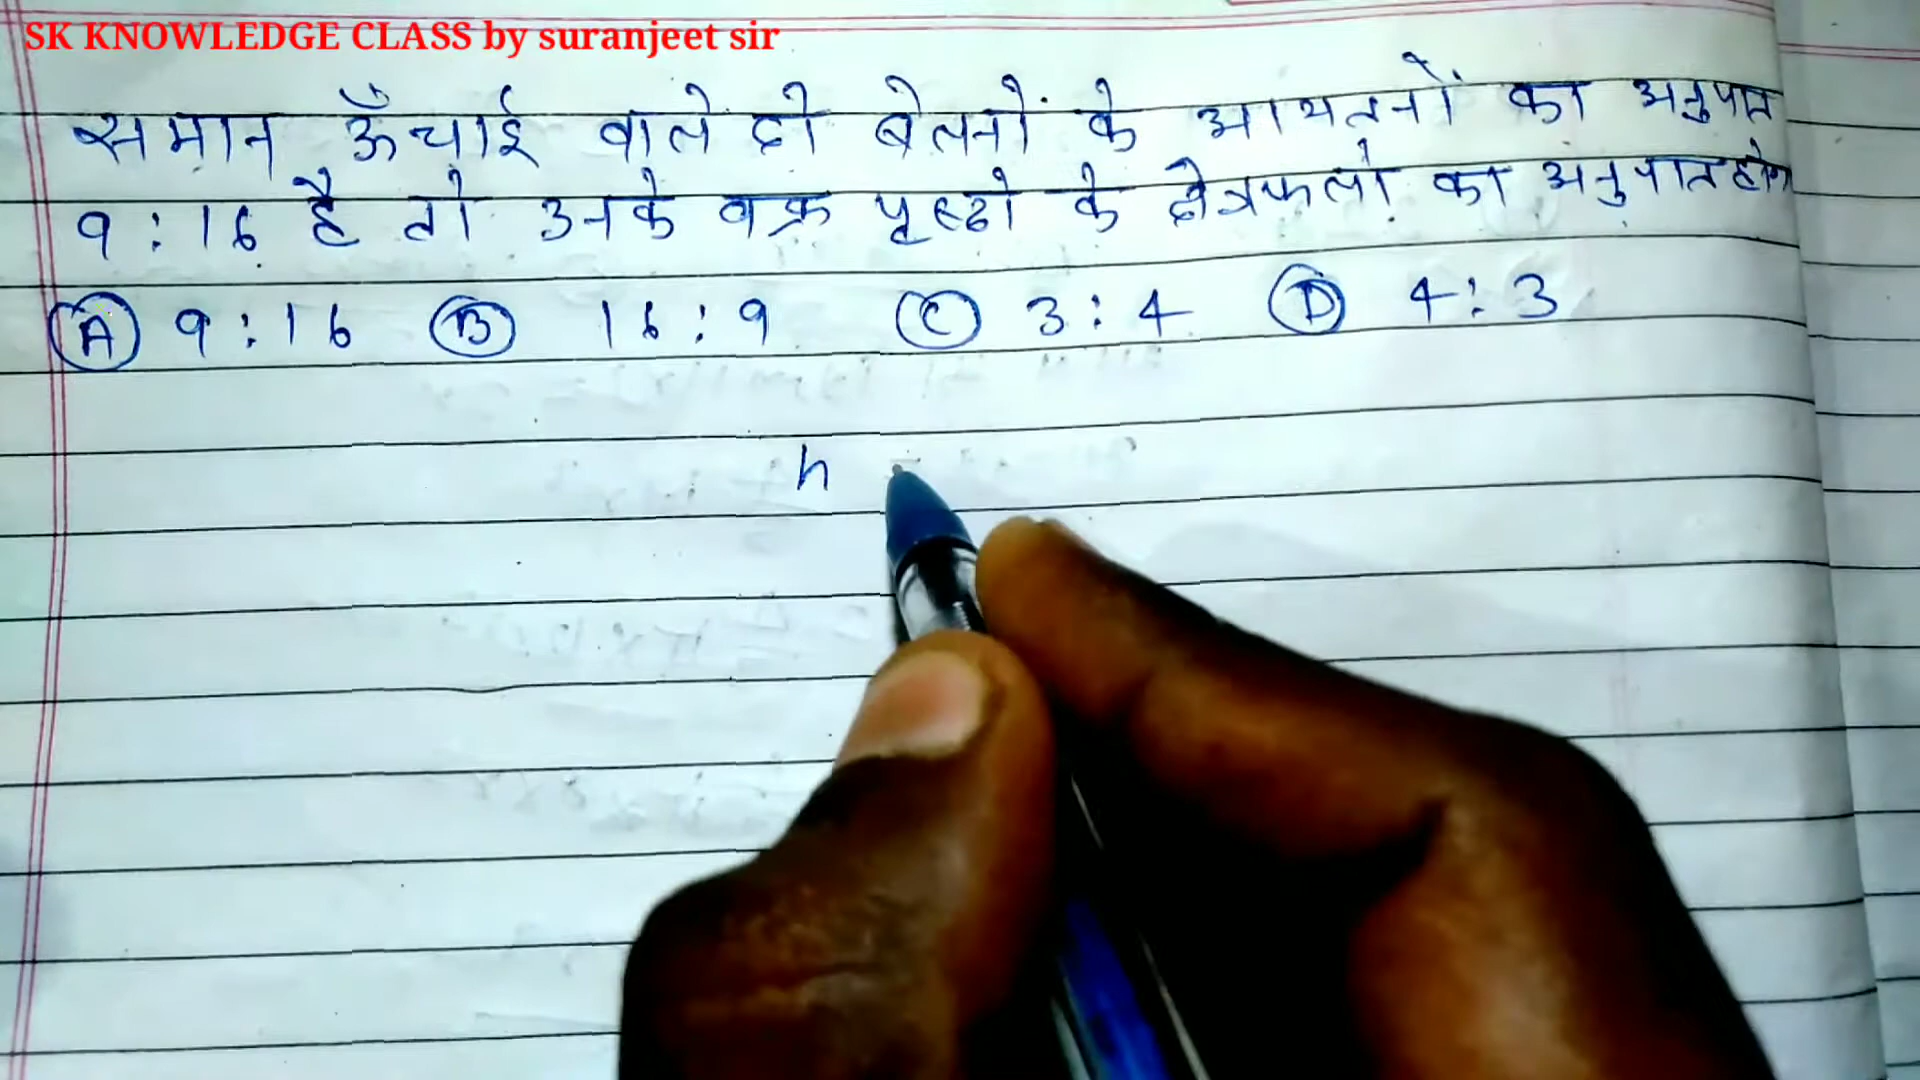 SK KNOWLEDGE CLASS by suranjeet sir
समान ऊँचाई वाले दो बेलनों के आयतनों का अनुपात
9 : 16 है तो उनके वक्र पृष्ठो के क्षेत्रफलो का अनुपात होगा
(A) 9 : 16 (B) 16 : 9 (C) 3 : 4 (D) 4 : 3
h